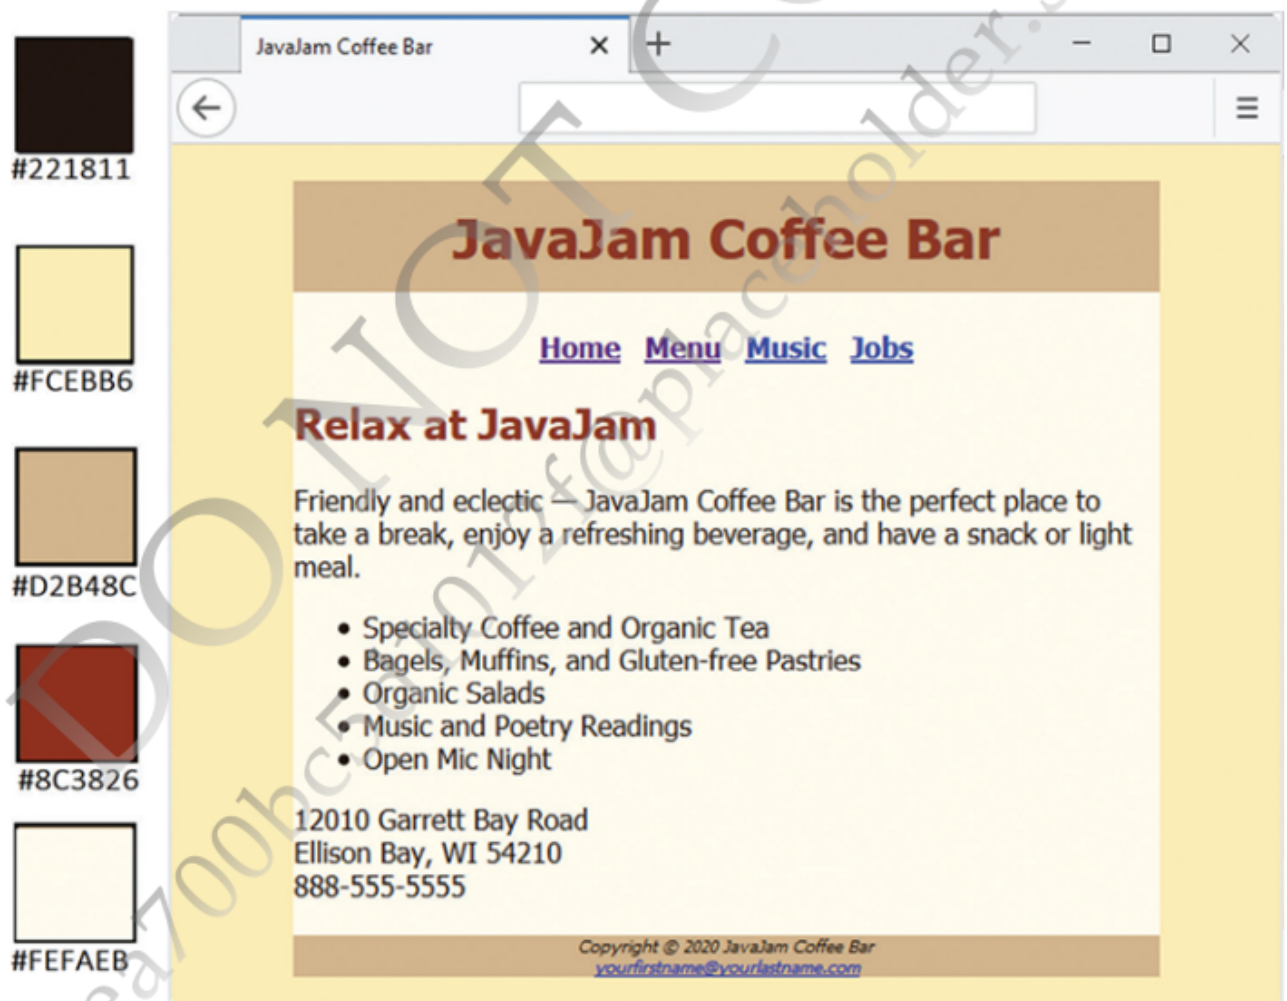 JavaJam Coffee Bar
#221811
#FCEBB6
#D2B48C
#8C3826
#FEFAEB
JavaJam Coffee Bar
Home Menu Music Jobs
Relax at JavaJam
Friendly and eclectic — JavaJam Coffee Bar is the perfect place to
take a break, enjoy a refreshing beverage, and have a snack or light
meal.
• Specialty Coffee and Organic Tea
• Bagels, Muffins, and Gluten-free Pastries
• Organic Salads
• Music and Poetry Readings
• Open Mic Night
12010 Garrett Bay Road
Ellison Bay, WI 54210
888-555-5555
Copyright © 2020 JavaJam Coffee Bar
yourfirstname@yourlastname.com
DO NOT